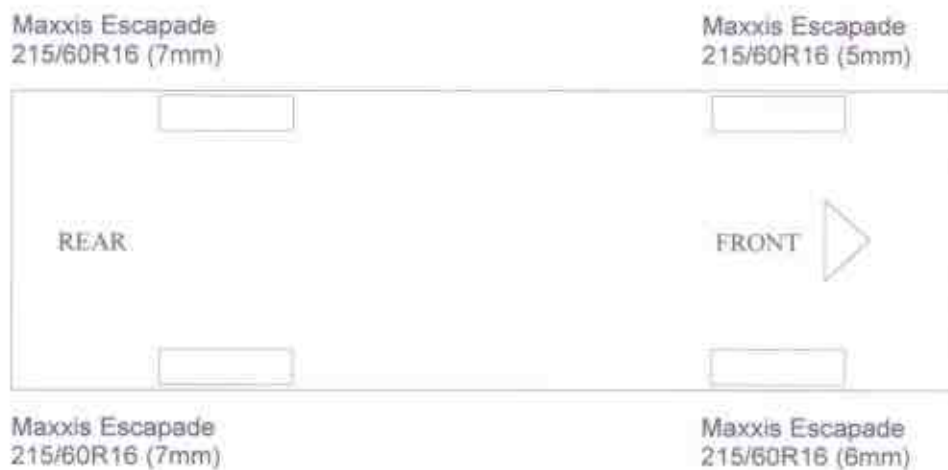 Maxxis Escapade
215/60R16 (7mm)
Maxxis Escapade
215/60R16 (5mm)
REAR
FRONT
Maxxis Escapade
215/60R16 (7mm)
Maxxis Escapade
215/60R16 (6mm)